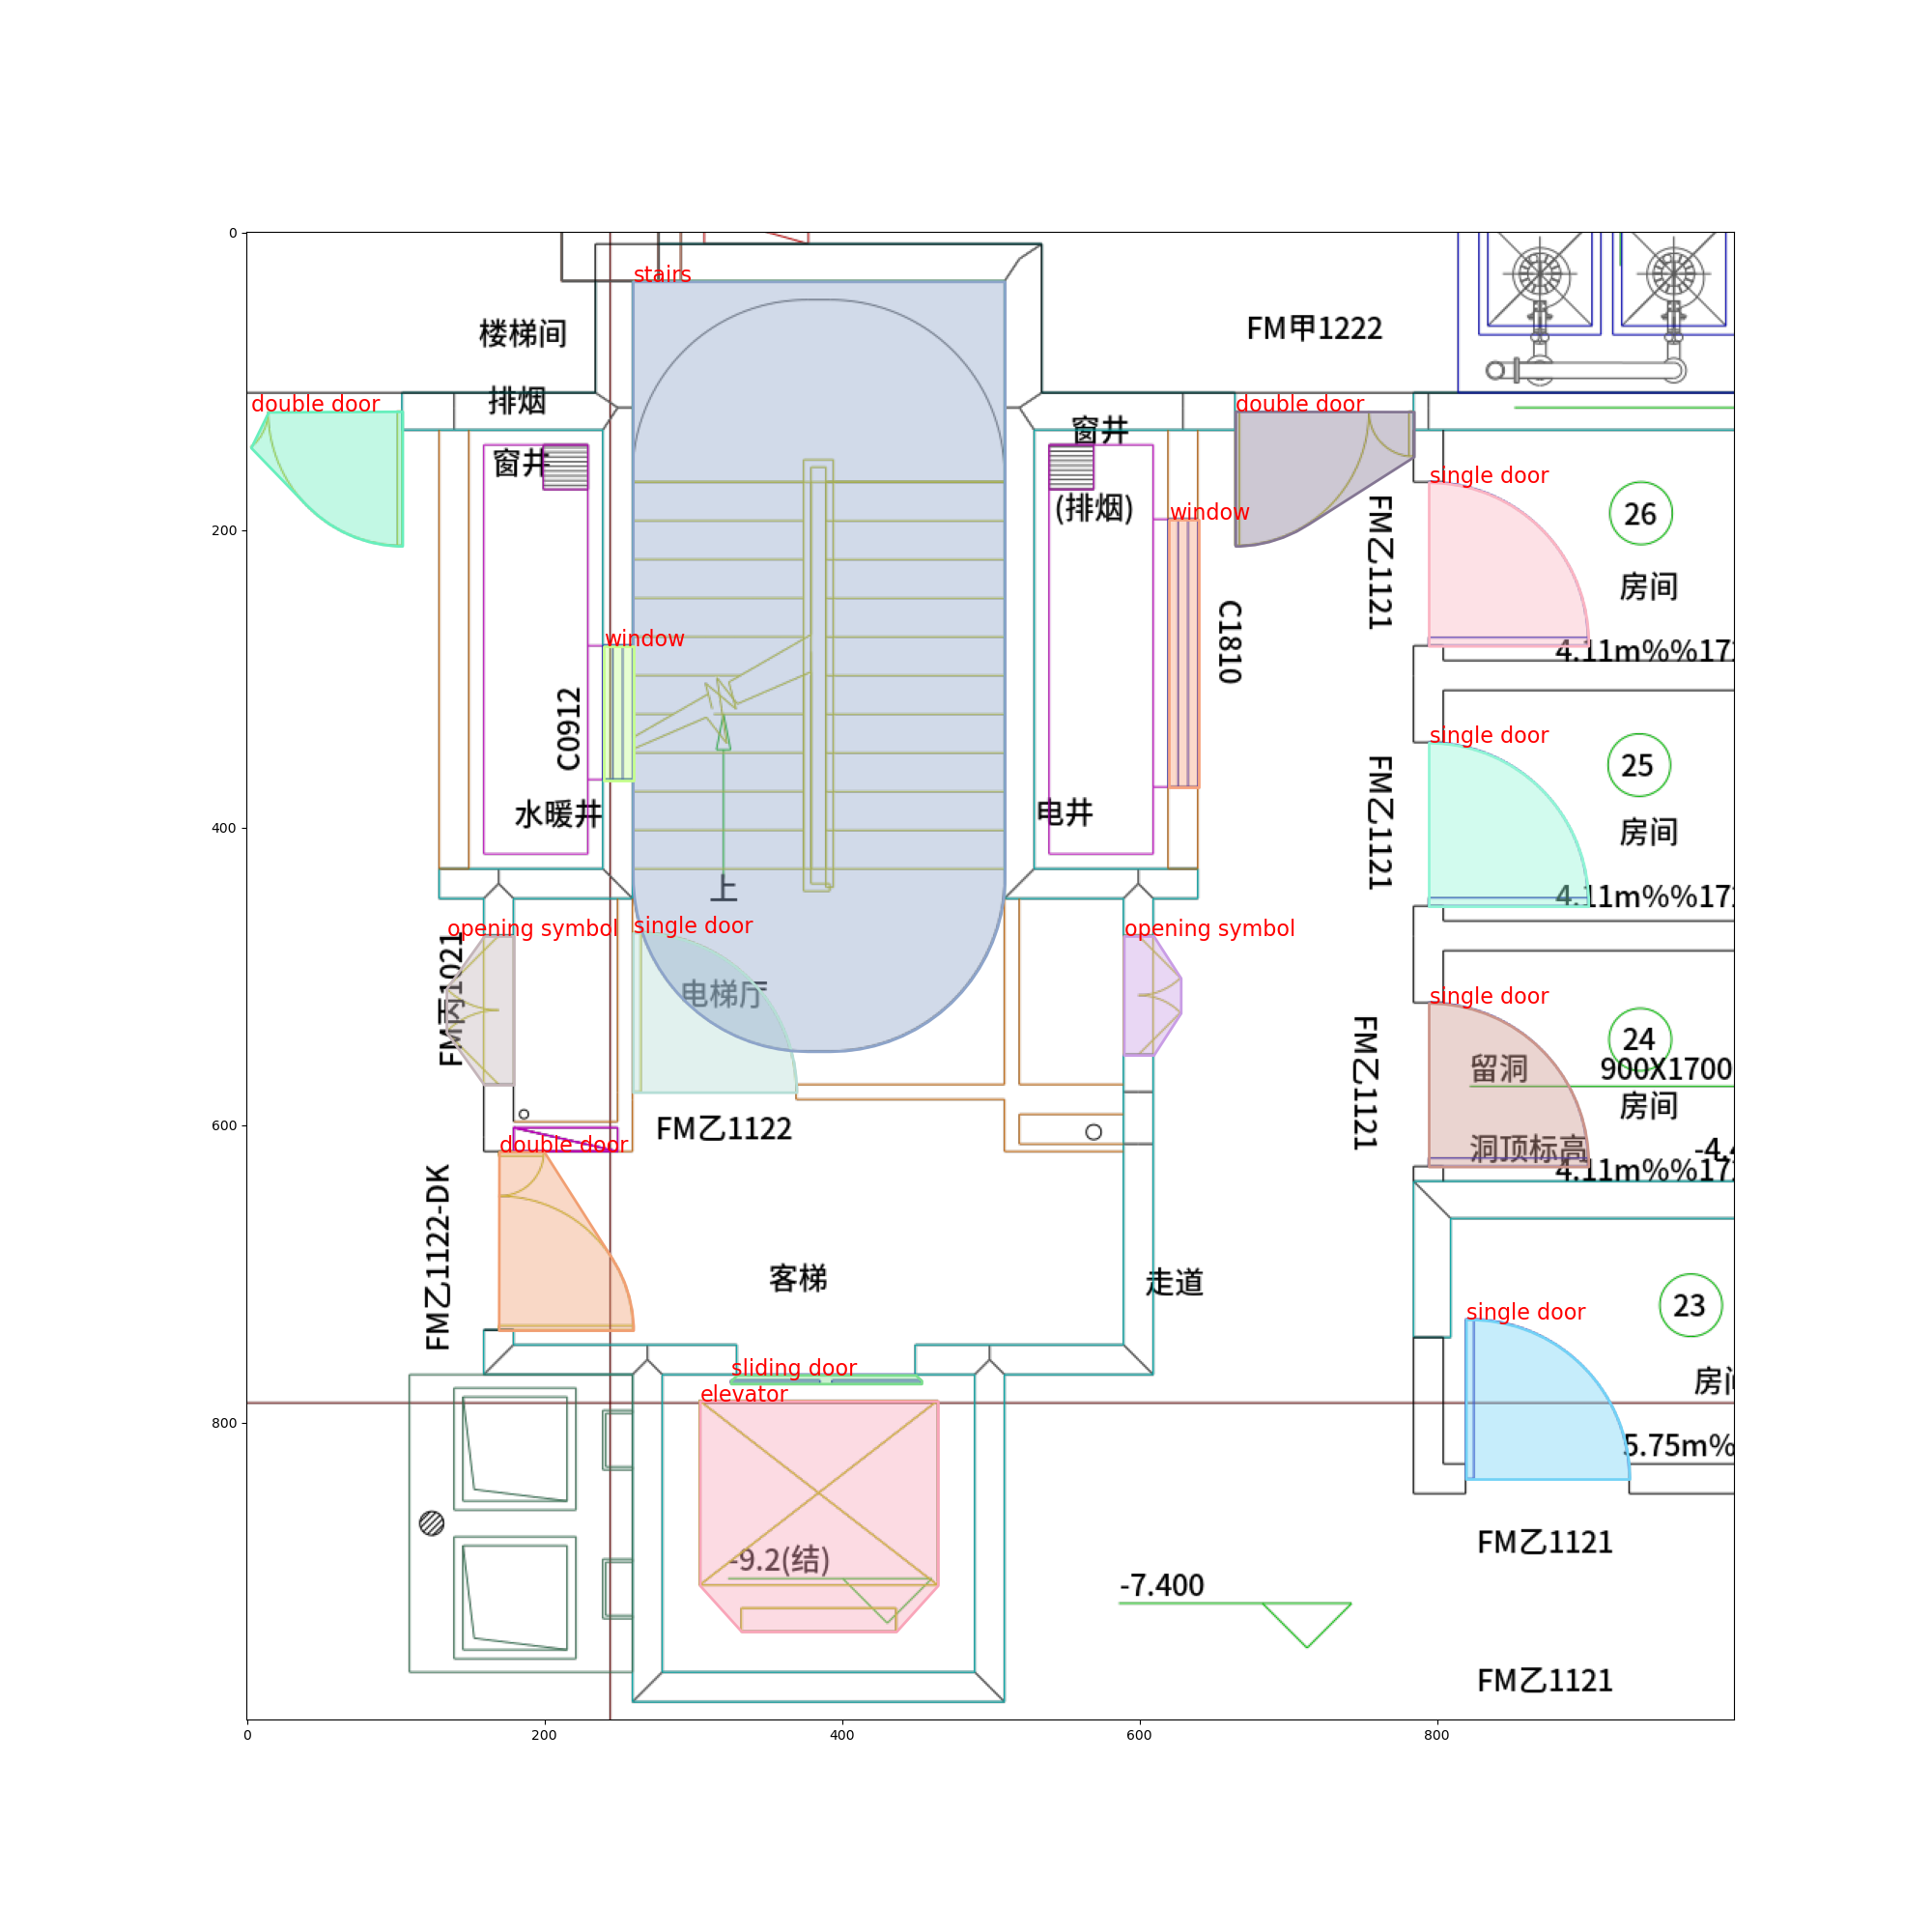 0
stairs
楼梯间
FM甲1222
排烟
double door
double door
窗井
窗井
single door
(排烟)
window
26
FM乙1121
200
房间
C1810
window
4.11m%%17
C0912
single door
25
FM乙1121
水暖井
电井
400
房间
上
4.11m%%17
opening symbol
single door
opening symbol
FM丙1021
电梯厅
single door
24
FM乙1121
留洞
900X1700
房间
600
FM乙1122
double door
洞顶标高
-4.
4.11m%%17
FM乙1122-DK
客梯
走道
23
single door
sliding door
elevator
房间
800
5.75m%
FM乙1121
-9.2(结)
-7.400
FM乙1121
0
200
400
600
800